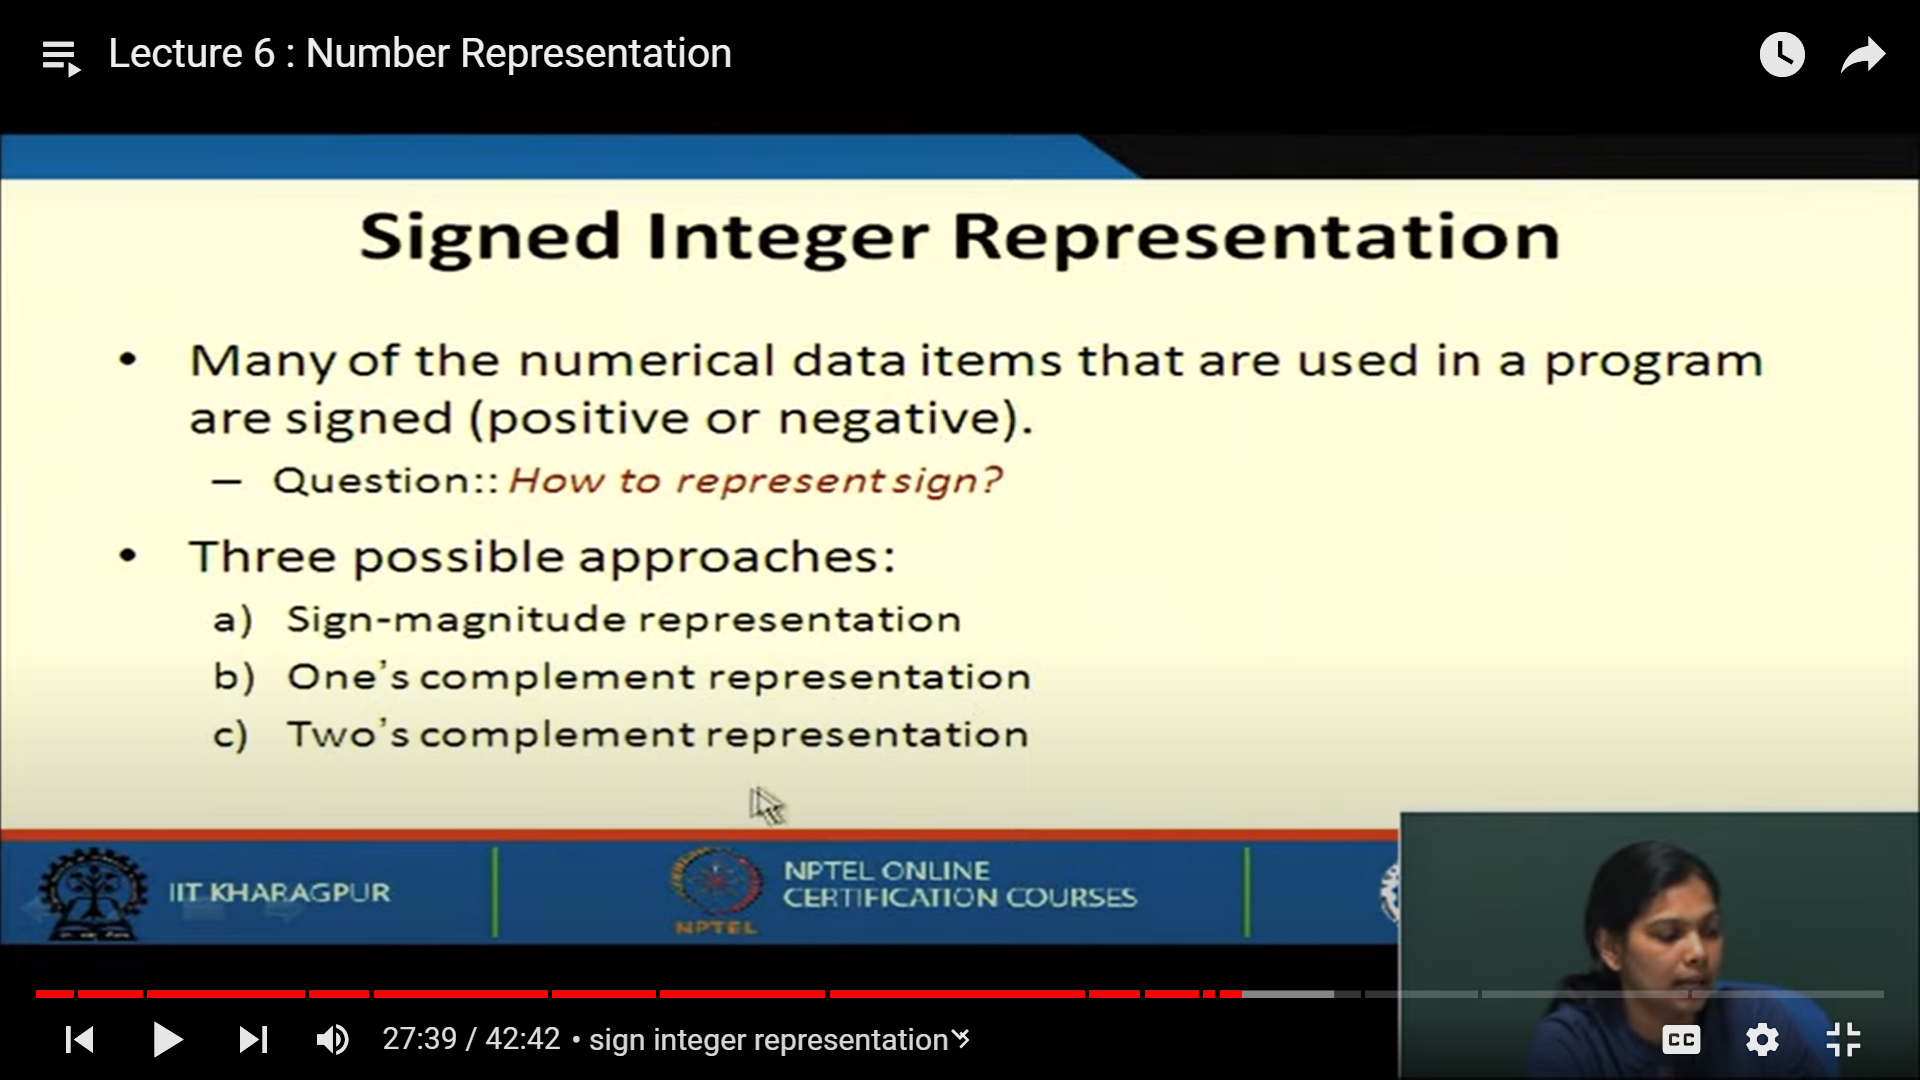 Lecture 6 : Number Representation
Signed Integer Representation
• Many of the numerical data items that are used in a program
are signed (positive or negative).
– Question:: How to represent sign?
• Three possible approaches:
a) Sign-magnitude representation
b) One's complement representation
c) Two's complement representation
IIT KHARAGPUR
NPTEL ONLINE
CERTIFICATION COURSES
NPTEL
27:39 / 42:42 • sign integer representation
CC